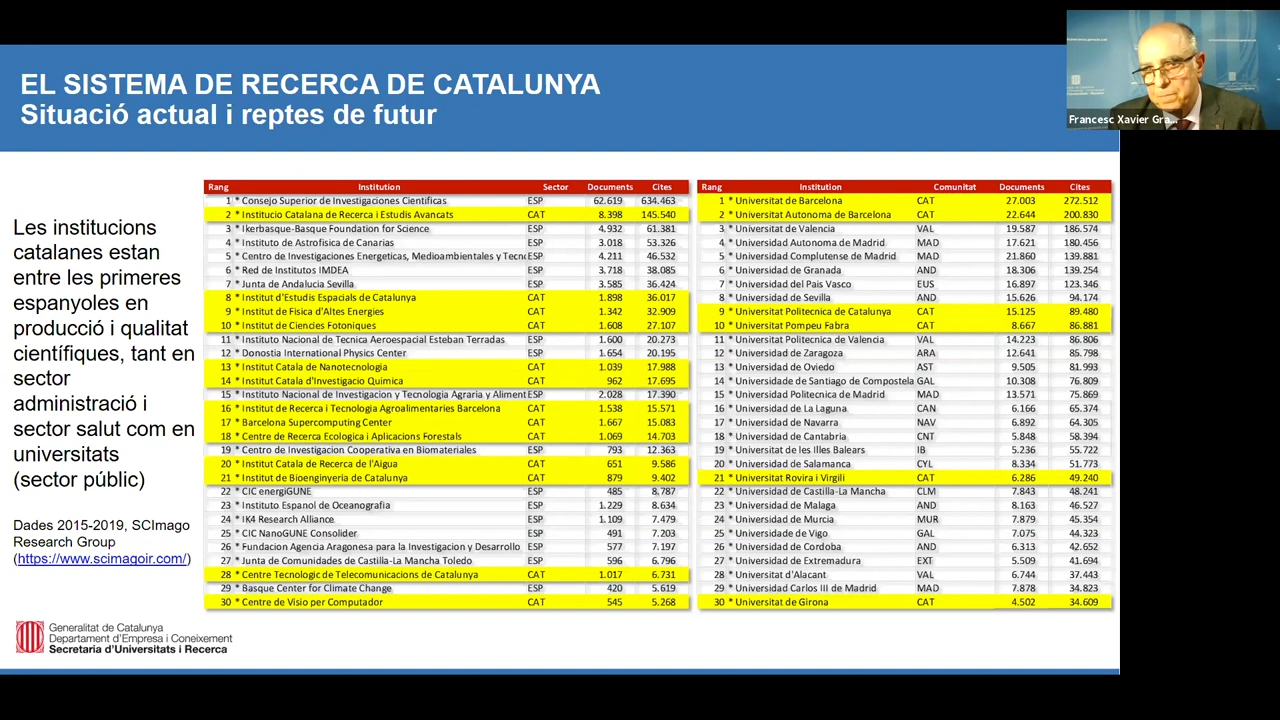 EL SISTEMA DE RECERCA DE CATALUNYA
Situació actual i reptes de futur
Francesc Xavier Gra...
Les institucions
catalanes estan
entre les primeres
espanyoles en
producció i qualitat
científiques, tant en
sector
administració i
sector salut com en
universitats
(sector públic)
Dades 2015-2019, SCImago
Research Group
(https://www.scimagoir.com/)
Rang Institution Sector Documents Cites
1 * Consejo Superior de Investigaciones Cientificas ESP 62.619 634.463
2 * Institucio Catalana de Recerca i Estudis Avancats CAT 8.398 145.540
3 * Ikerbasque-Basque Foundation for Science ESP 4.932 61.381
4 * Instituto de Astrofisica de Canarias ESP 3.018 53.326
5 * Centro de Investigaciones Energeticas, Medioambientales y Tecno ESP 4.211 46.532
6 * Red de Institutos IMDEA ESP 3.718 38.085
7 * Junta de Andalucia Sevilla ESP 3.585 36.424
8 * Institut d'Estudis Espacials de Catalunya CAT 1.898 36.017
9 * Institut de Fisica d'Altes Energies CAT 1.342 32.909
10 * Institut de Ciencies Fotoniques CAT 1.608 27.107
11 * Instituto Nacional de Tecnica Aeroespacial Esteban Terradas ESP 1.600 20.273
12 * Donostia International Physics Center ESP 1.654 20.195
13 * Institut Catala de Nanotecnologia CAT 1.039 17.988
14 * Institut Catala d'Investigacio Quimica CAT 962 17.695
15 * Instituto Nacional de Investigacion y Tecnologia Agraria y Aliment ESP 2.028 17.390
16 * Institut de Recerca i Tecnologia Agroalimentaries Barcelona CAT 1.538 15.571
17 * Barcelona Supercomputing Center CAT 1.667 15.083
18 * Centre de Recerca Ecologica i Aplicacions Forestals CAT 1.069 14.703
19 * Centro de Investigacion Cooperativa en Biomateriales ESP 793 12.363
20 * Institut Catala de Recerca de l'Aigua CAT 651 9.586
21 * Institut de Bioenginyeria de Catalunya CAT 879 9.402
22 * CIC energiGUNE ESP 485 8.787
23 * Instituto Espanol de Oceanografia ESP 1.229 8.634
24 * IK4 Research Alliance ESP 1.109 7.479
25 * CIC NanoGUNE Consolider ESP 491 7.203
26 * Fundacion Agencia Aragonesa para la Investigacion y Desarrollo ESP 577 7.197
27 * Junta de Comunidades de Castilla-La Mancha Toledo ESP 596 6.796
28 * Centre Tecnologic de Telecomunicacions de Catalunya CAT 1.017 6.731
29 * Basque Center for Climate Change ESP 420 5.619
30 * Centre de Visio per Computador CAT 545 5.268
Rang Institution Comunitat Documents Cites
1 * Universitat de Barcelona CAT 27.003 272.512
2 * Universitat Autonoma de Barcelona CAT 22.644 200.830
3 * Universitat de Valencia VAL 19.587 186.574
4 * Universidad Autonoma de Madrid MAD 17.621 180.456
5 * Universidad Complutense de Madrid MAD 21.860 139.881
6 * Universidad de Granada AND 18.306 139.254
7 * Universidad del Pais Vasco EUS 16.897 123.346
8 * Universidad de Sevilla AND 15.626 94.174
9 * Universitat Politecnica de Catalunya CAT 15.125 89.480
10 * Universitat Pompeu Fabra CAT 8.667 86.881
11 * Universitat Politecnica de Valencia VAL 14.223 86.806
12 * Universidad de Zaragoza ARA 12.641 85.798
13 * Universidad de Oviedo AST 9.505 81.993
14 * Universidade de Santiago de Compostela GAL 10.308 76.809
15 * Universidad Politecnica de Madrid MAD 13.571 75.869
16 * Universidad de La Laguna CAN 6.166 65.374
17 * Universidad de Navarra NAV 6.892 64.305
18 * Universidad de Cantabria CNT 5.848 58.394
19 * Universitat de les Illes Balears IB 5.236 55.722
20 * Universidad de Salamanca CYL 8.334 51.773
21 * Universitat Rovira i Virgili CAT 6.286 49.240
22 * Universidad de Castilla-La Mancha CLM 7.843 48.241
23 * Universidad de Malaga AND 8.163 46.527
24 * Universidad de Murcia MUR 7.879 45.354
25 * Universidade de Vigo GAL 7.075 44.323
26 * Universidad de Cordoba AND 6.313 42.652
27 * Universidad de Extremadura EXT 5.509 41.694
28 * Universitat d'Alacant VAL 6.744 37.443
29 * Universidad Carlos III de Madrid MAD 7.878 34.823
30 * Universitat de Girona CAT 4.502 34.609
Generalitat de Catalunya
Departament d'Empresa i Coneixement
Secretaria d'Universitats i Recerca